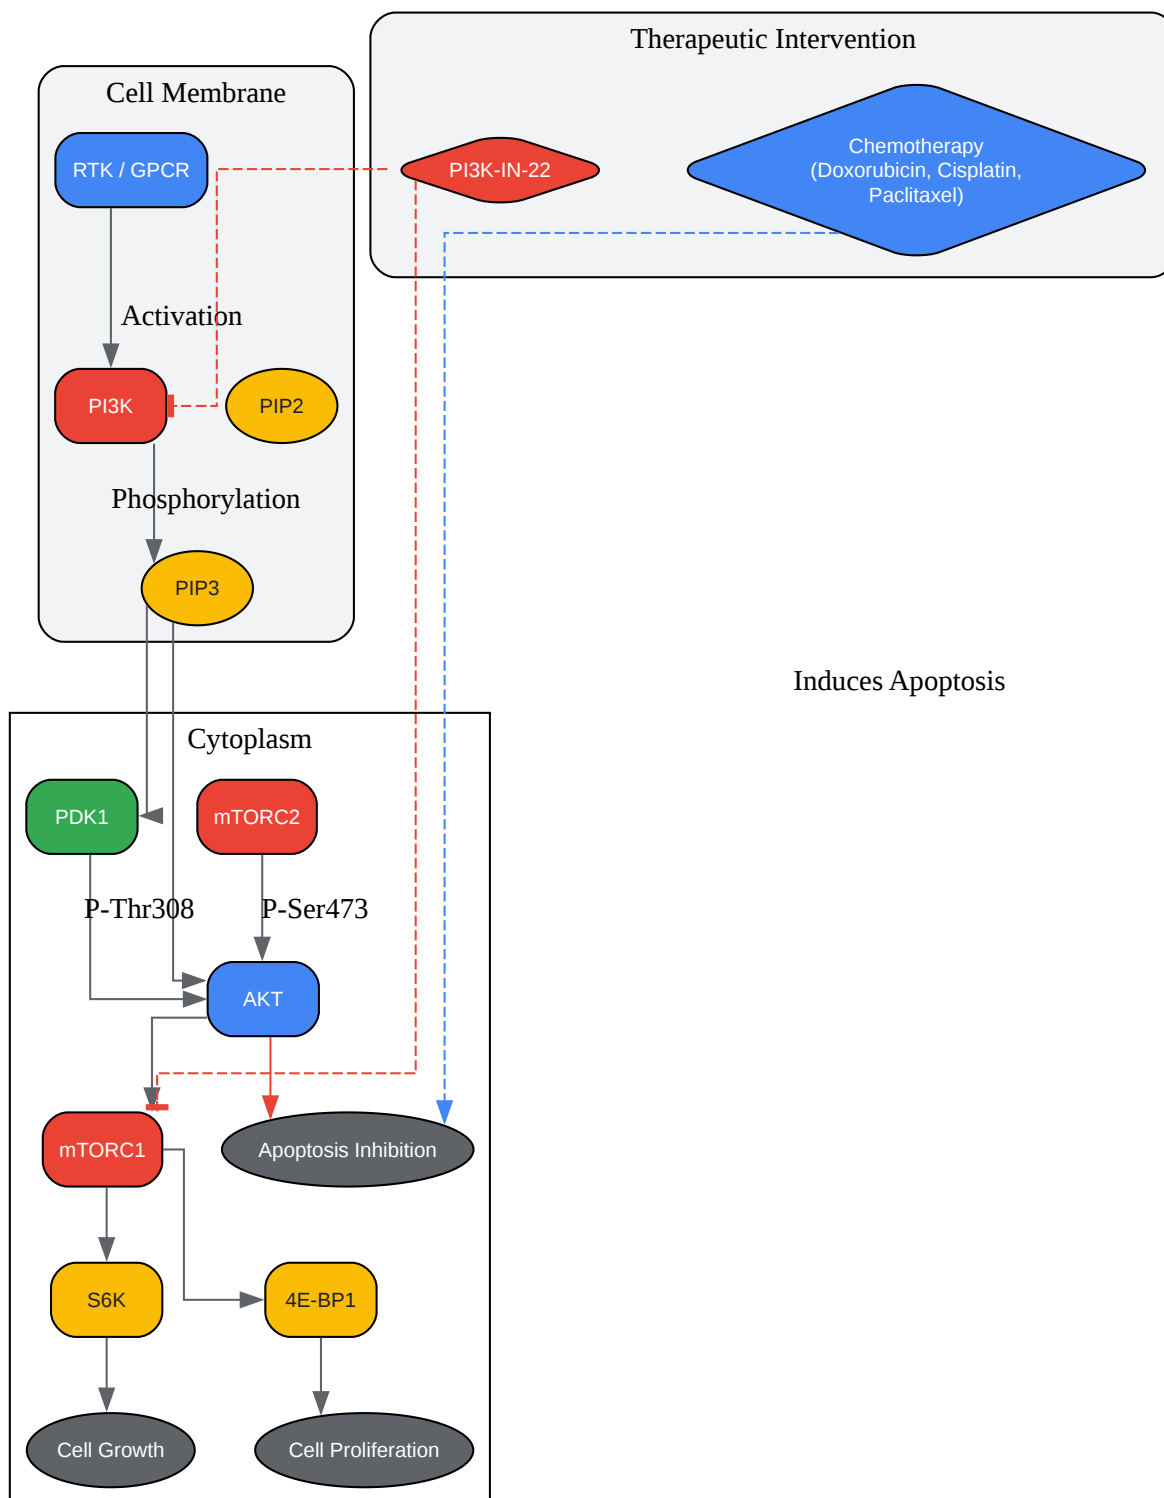 Therapeutic Intervention
Cell Membrane
RTK / GPCR
PI3K-IN-22
Chemotherapy
(Doxorubicin, Cisplatin,
Paclitaxel)
Activation
PI3K
PIP2
Phosphorylation
PIP3
Induces Apoptosis
Cytoplasm
PDK1
mTORC2
P-Thr308
P-Ser473
AKT
mTORC1
Apoptosis Inhibition
S6K
4E-BP1
Cell Growth
Cell Proliferation